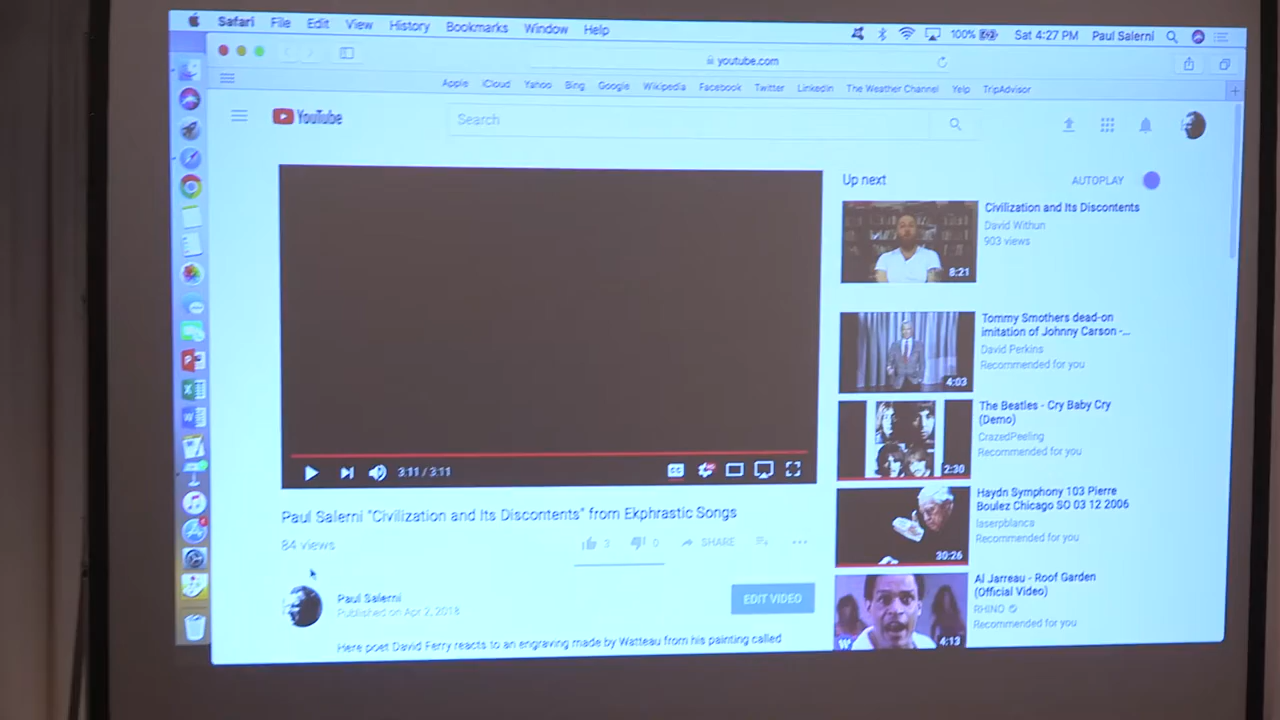 Safari File Edit View History Bookmarks Window Help 100% Sat 4:27 PM Paul Salerni
youtube.com
Apple iCloud Yahoo Bing Google Wikipedia Facebook Twitter LinkedIn The Weather Channel Yelp TripAdvisor
YouTube
Search
3:11 / 3:11
CC
Paul Salerni "Civilization and Its Discontents" from Ekphrastic Songs
84 views
3 0 SHARE
Paul Salerni
Published on Apr 2, 2018
EDIT VIDEO
Here poet David Ferry reacts to an engraving made by Watteau from his painting called
Up next
AUTOPLAY
8:21
Civilization and Its Discontents
David Withun
903 views
4:03
Tommy Smothers dead-on
imitation of Johnny Carson -...
David Perkins
Recommended for you
2:30
The Beatles - Cry Baby Cry
(Demo)
CrazedPeeling
Recommended for you
30:26
Haydn Symphony 103 Pierre
Boulez Chicago SO 03 12 2006
laserpblanca
Recommended for you
W
4:13
Al Jarreau - Roof Garden
(Official Video)
RHINO
Recommended for you